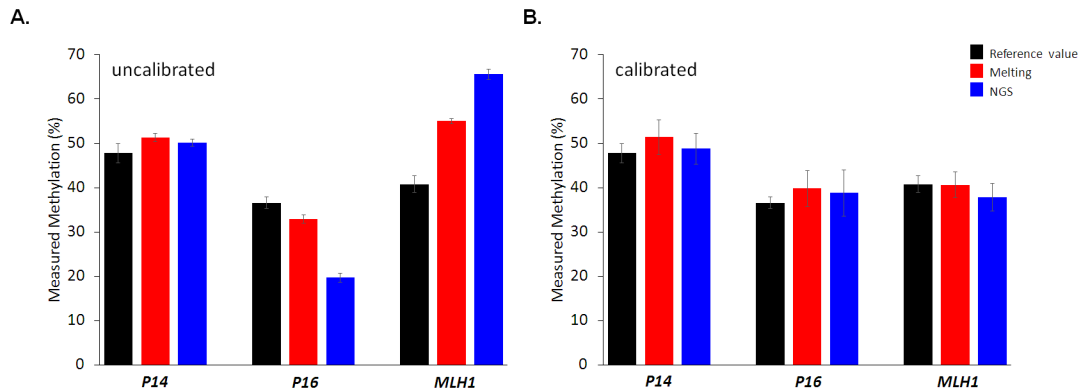 A.
Measured Methylation (%)
70
60
50
40
30
20
10
0
uncalibrated
P14 P16 MLH1
B.
Measured Methylation (%)
70
60
50
40
30
20
10
0
calibrated
Reference value
Melting
NGS
P14 P16 MLH1